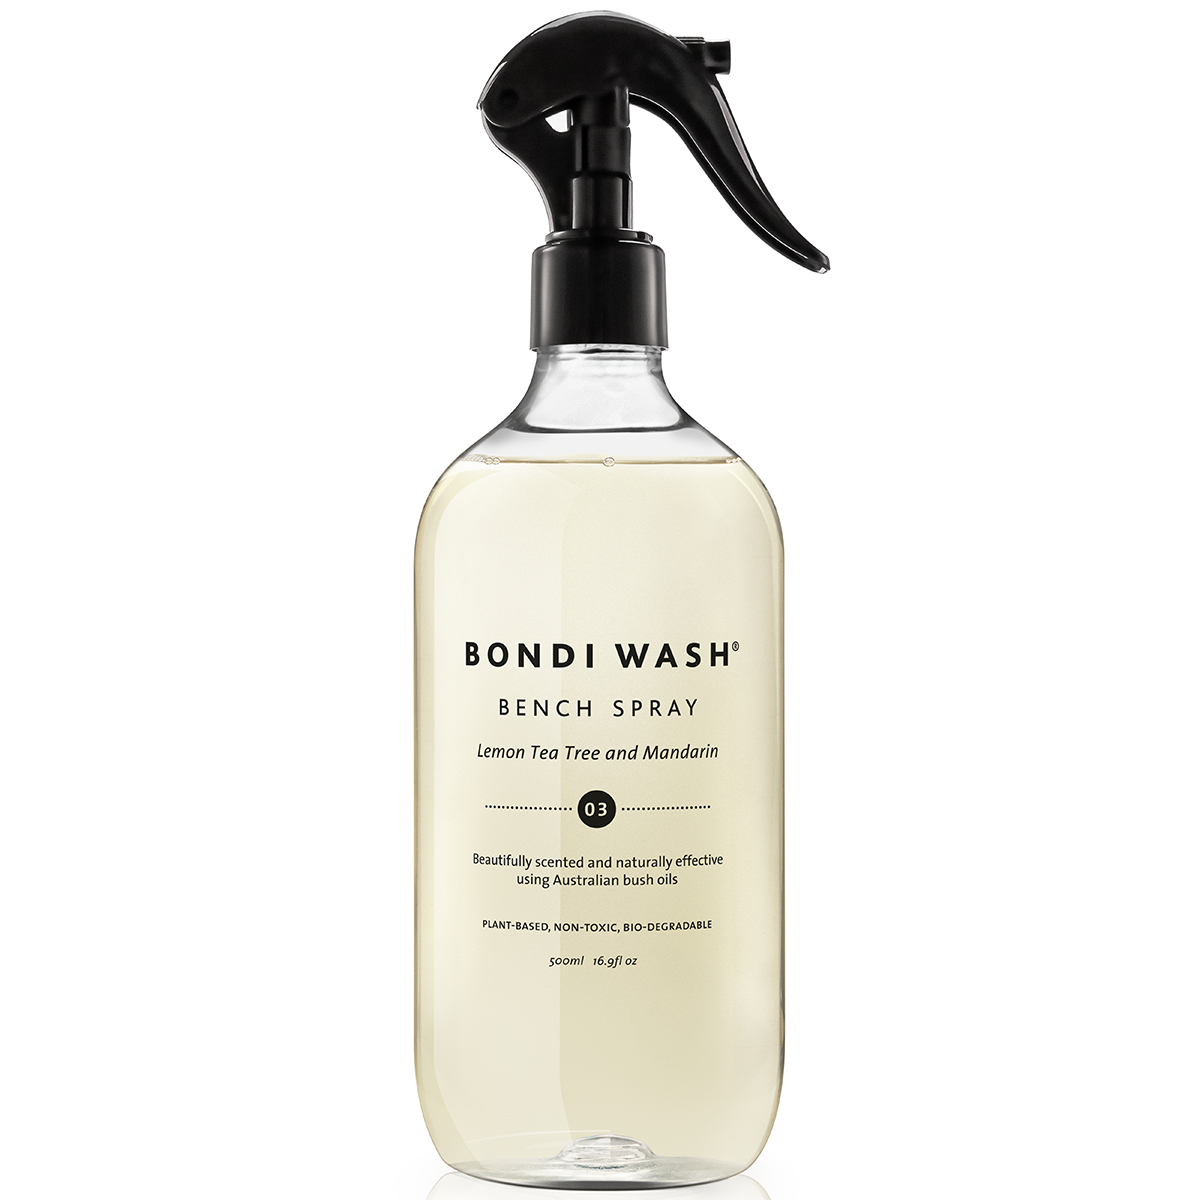 BONDI WASH®
BENCH SPRAY
Lemon Tea Tree and Mandarin
03
Beautifully scented and naturally effective
using Australian bush oils
PLANT-BASED, NON-TOXIC, BIO-DEGRADABLE
500ml 16.9fl oz